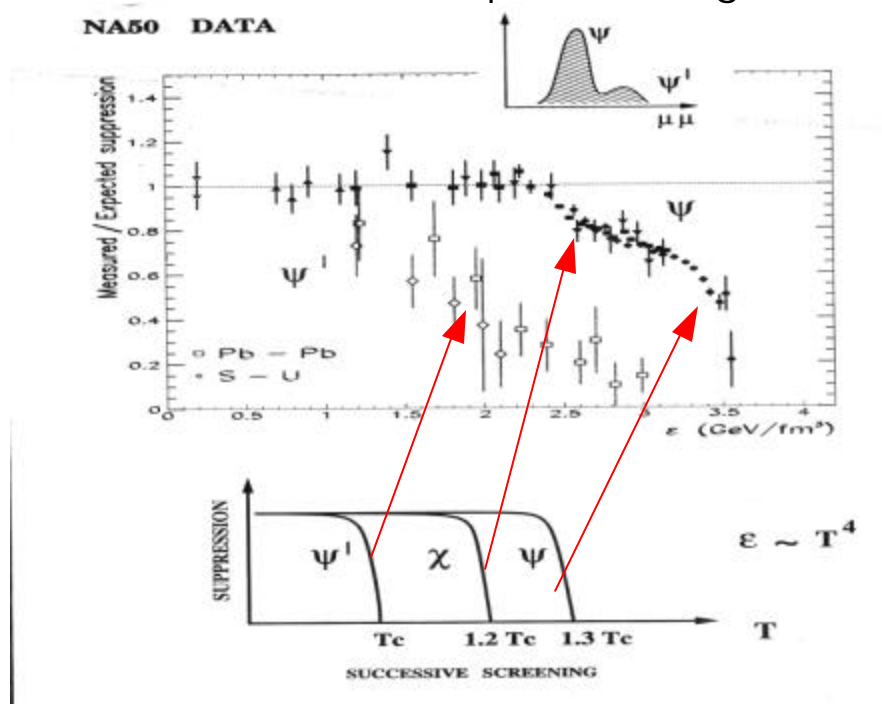 NA50 DATA
ψ
ψ'
μμ
Measured / Expected suppression
1.4
1.2
1
0.8
0.6
0.4
0.2
0
ψ
ψ'
□ Pb – Pb
⋄ S – U
0 0.5 1 1.5 2 2.5 3 3.5 4
ε (GeV/fm³)
SUPPRESSION
ψ' χ ψ
ε ~ T⁴
Tc 1.2 Tc 1.3 Tc T
SUCCESSIVE SCREENING